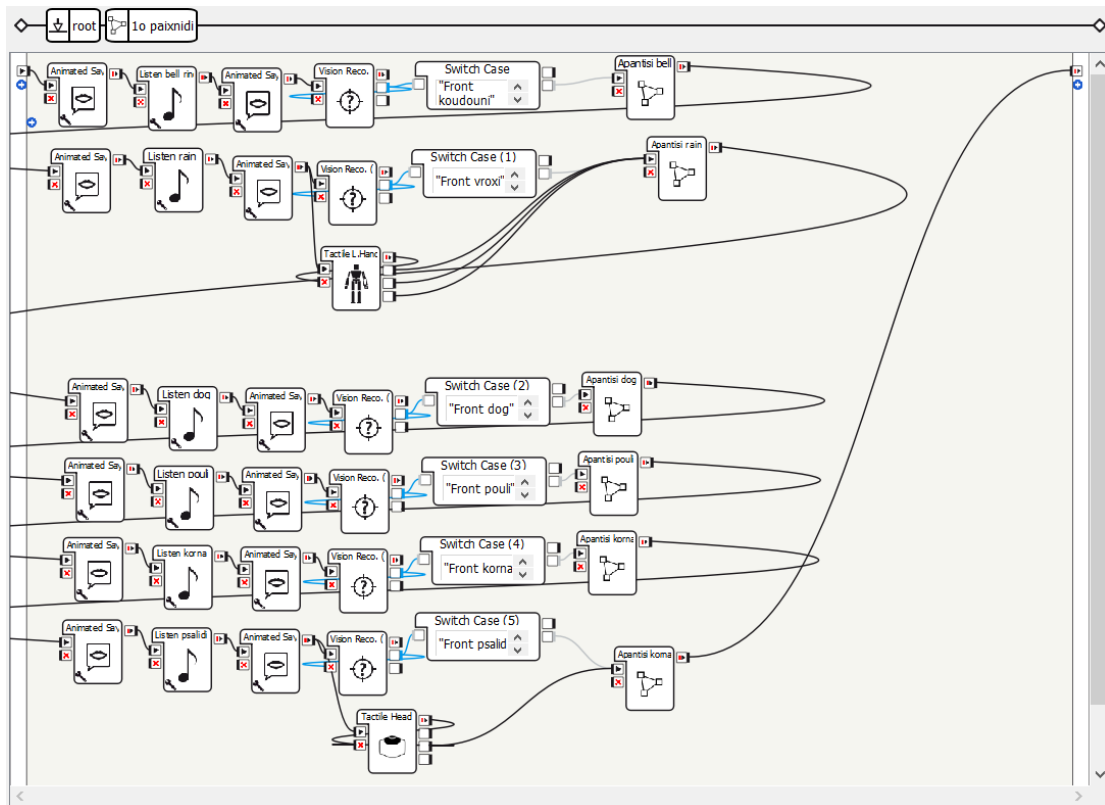 root
1o paixnidi
Animated Say
Listen bell rin
Animated Say
Vision Reco.
Switch Case
"Front
koudouni"
Apantisi bell
Animated Say
Listen rain
Animated Say
Vision Reco. (
Switch Case (1)
"Front vroxi"
Apantisi rain
Tactile L.Hand
Animated Say
Listen dog
Animated Say
Vision Reco. (
Switch Case (2)
"Front dog"
Apantisi dog
Animated Say
Listen pouli
Animated Say
Vision Reco. (
Switch Case (3)
"Front pouli"
Apantisi pouli
Animated Say
Listen korna
Animated Say
Vision Reco. (
Switch Case (4)
"Front korna
Apantisi korna
Animated Say
Listen psalidi
Animated Say
Vision Reco. (
Switch Case (5)
"Front psalid
Apantisi korna
Tactile Head